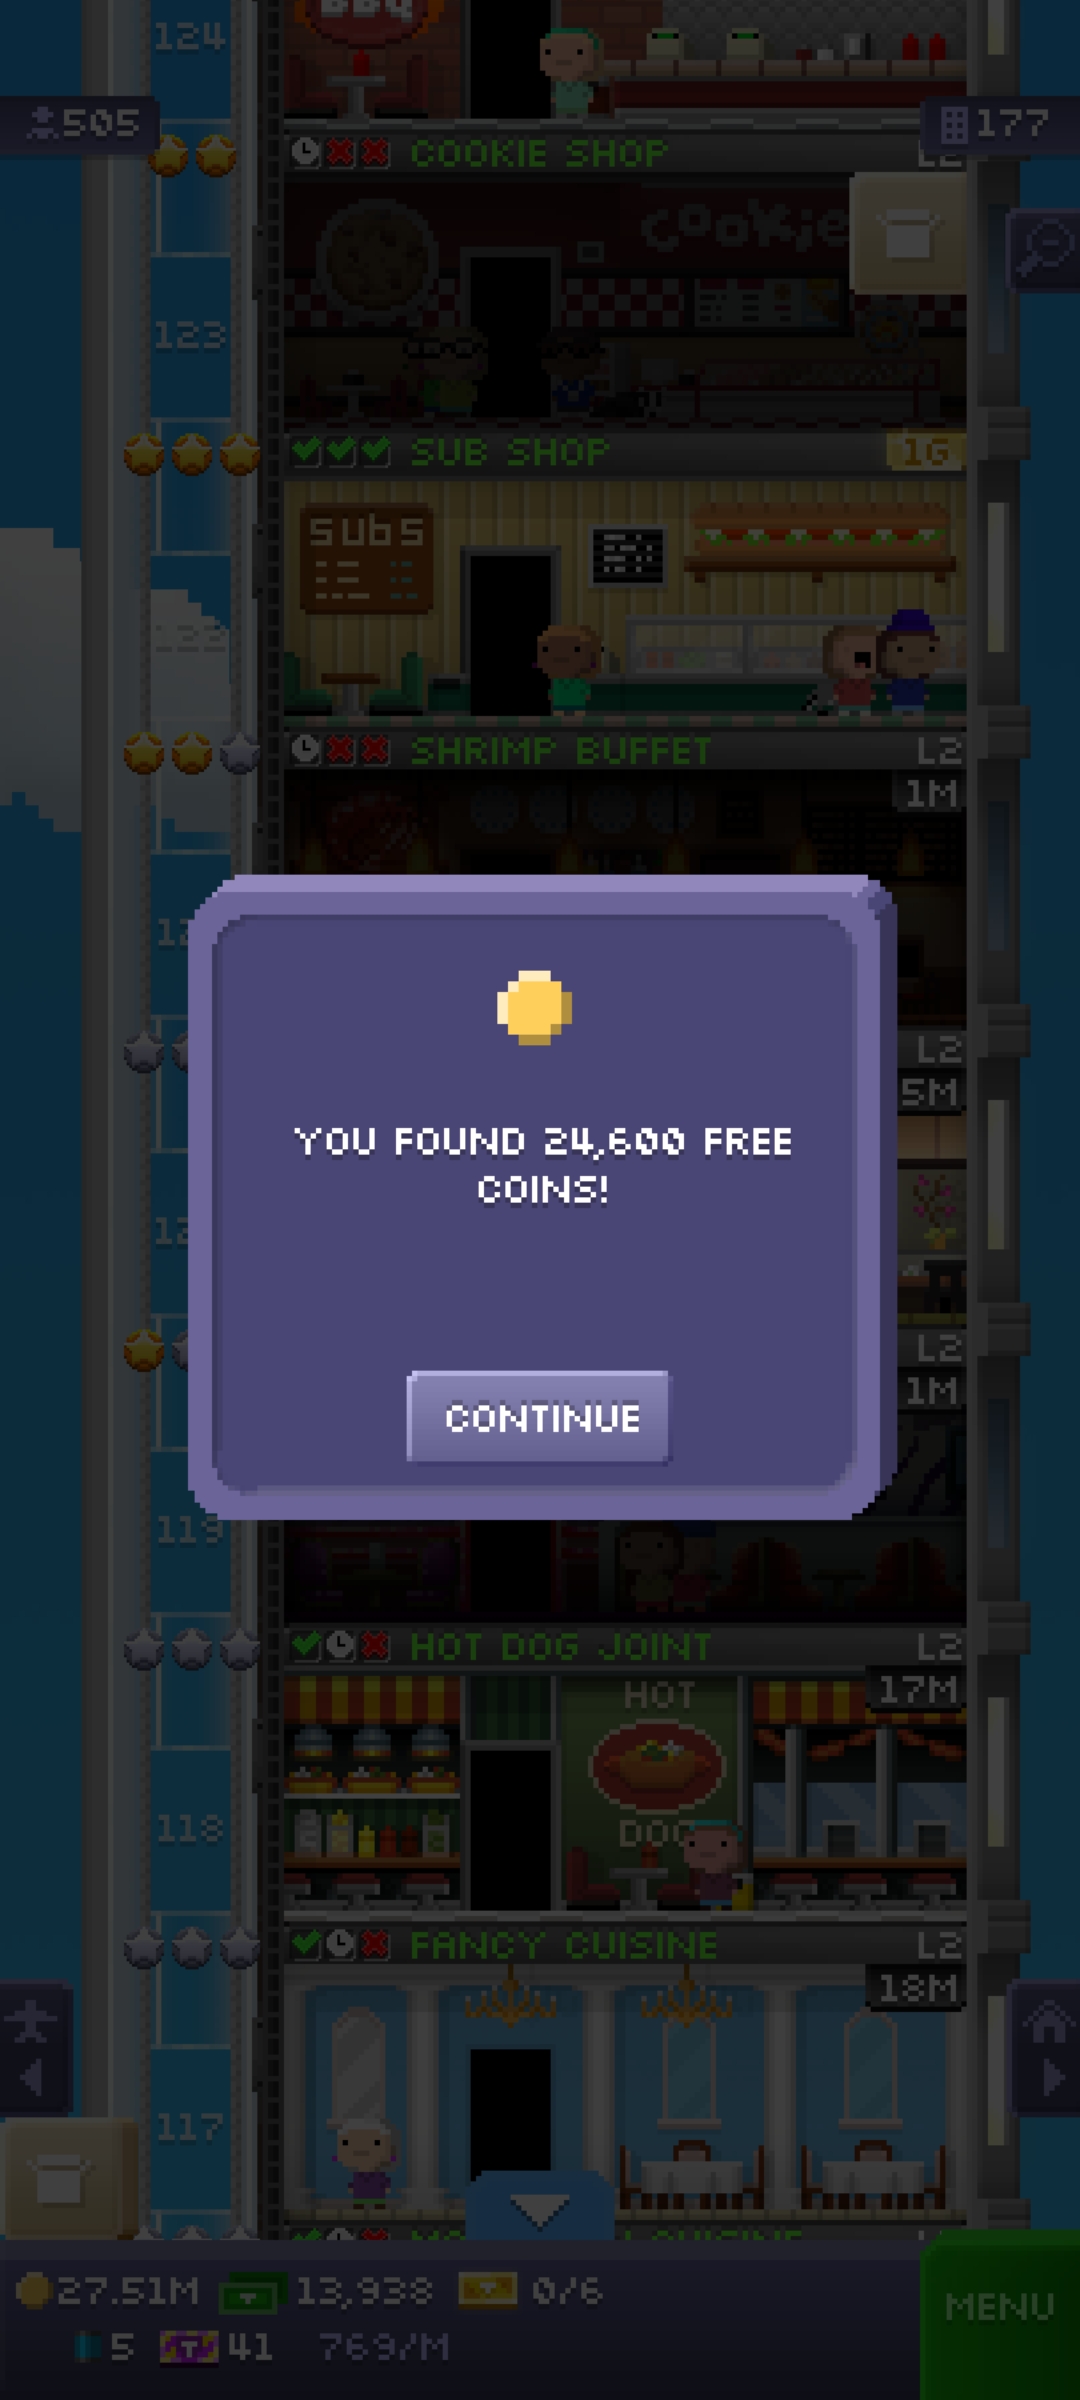 BBQ
124
505
177
COOKIE SHOP
L2
cookie
123
SUB SHOP
1G
subs
SHRIMP BUFFET
L2
1M
L2
5M
YOU FOUND 24,600 FREE
COINS!
L2
1M
CONTINUE
119
HOT DOG JOINT
L2
17M
HOT
DOG
118
FANCY CUISINE
L2
18M
117
27.51M
13,938
0/6
MENU
5
T
41
769/M